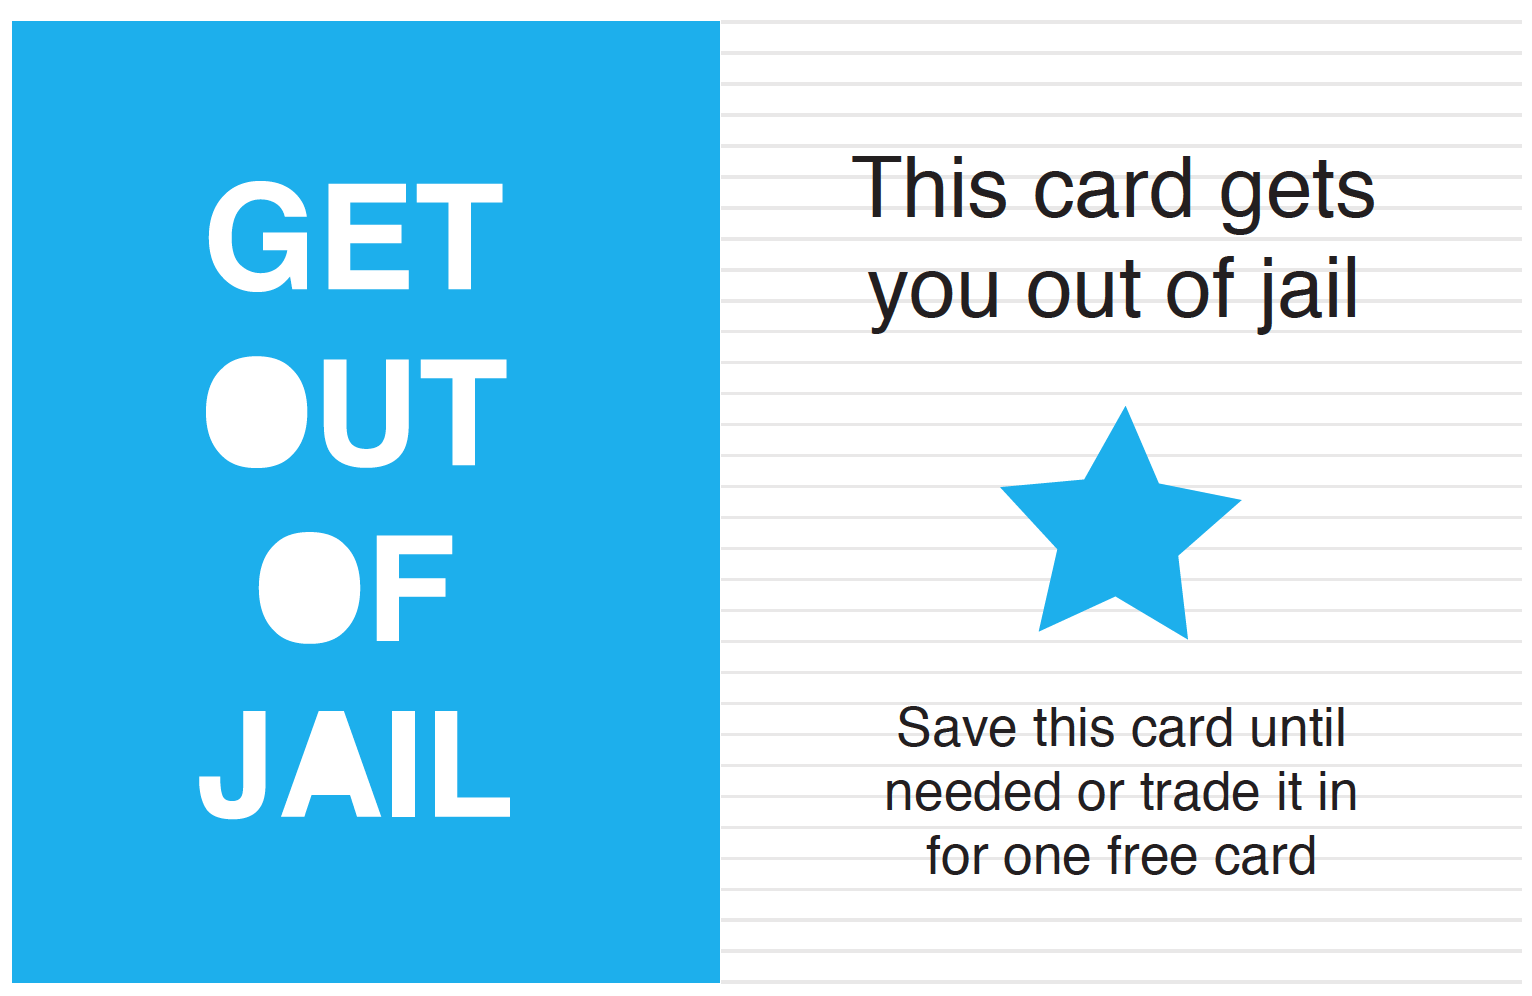 GET
OUT
OF
JAIL
This card gets
you out of jail
Save this card until
needed or trade it in
for one free card